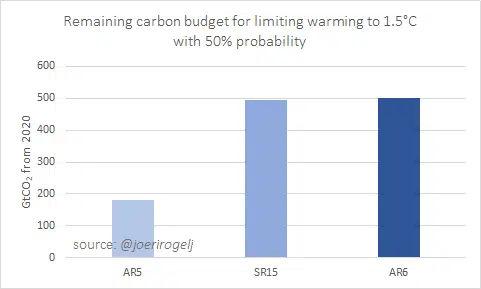 Remaining carbon budget for limiting warming to 1.5°C
with 50% probability
GtCO₂ from 2020
600
500
400
300
200
100
0
source: @joerirogelj
AR5 SR15 AR6